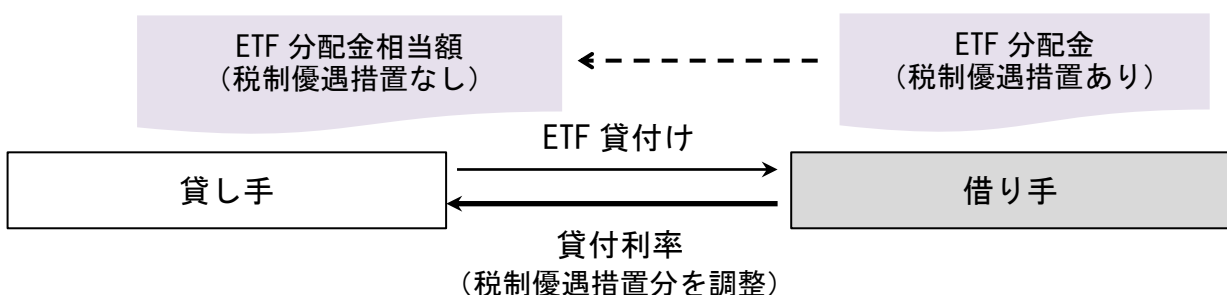 ETF 分配金相当額
（税制優遇措置なし）
ETF 分配金
（税制優遇措置あり）
ETF 貸付け
貸し手
借り手
貸付利率
（税制優遇措置分を調整）